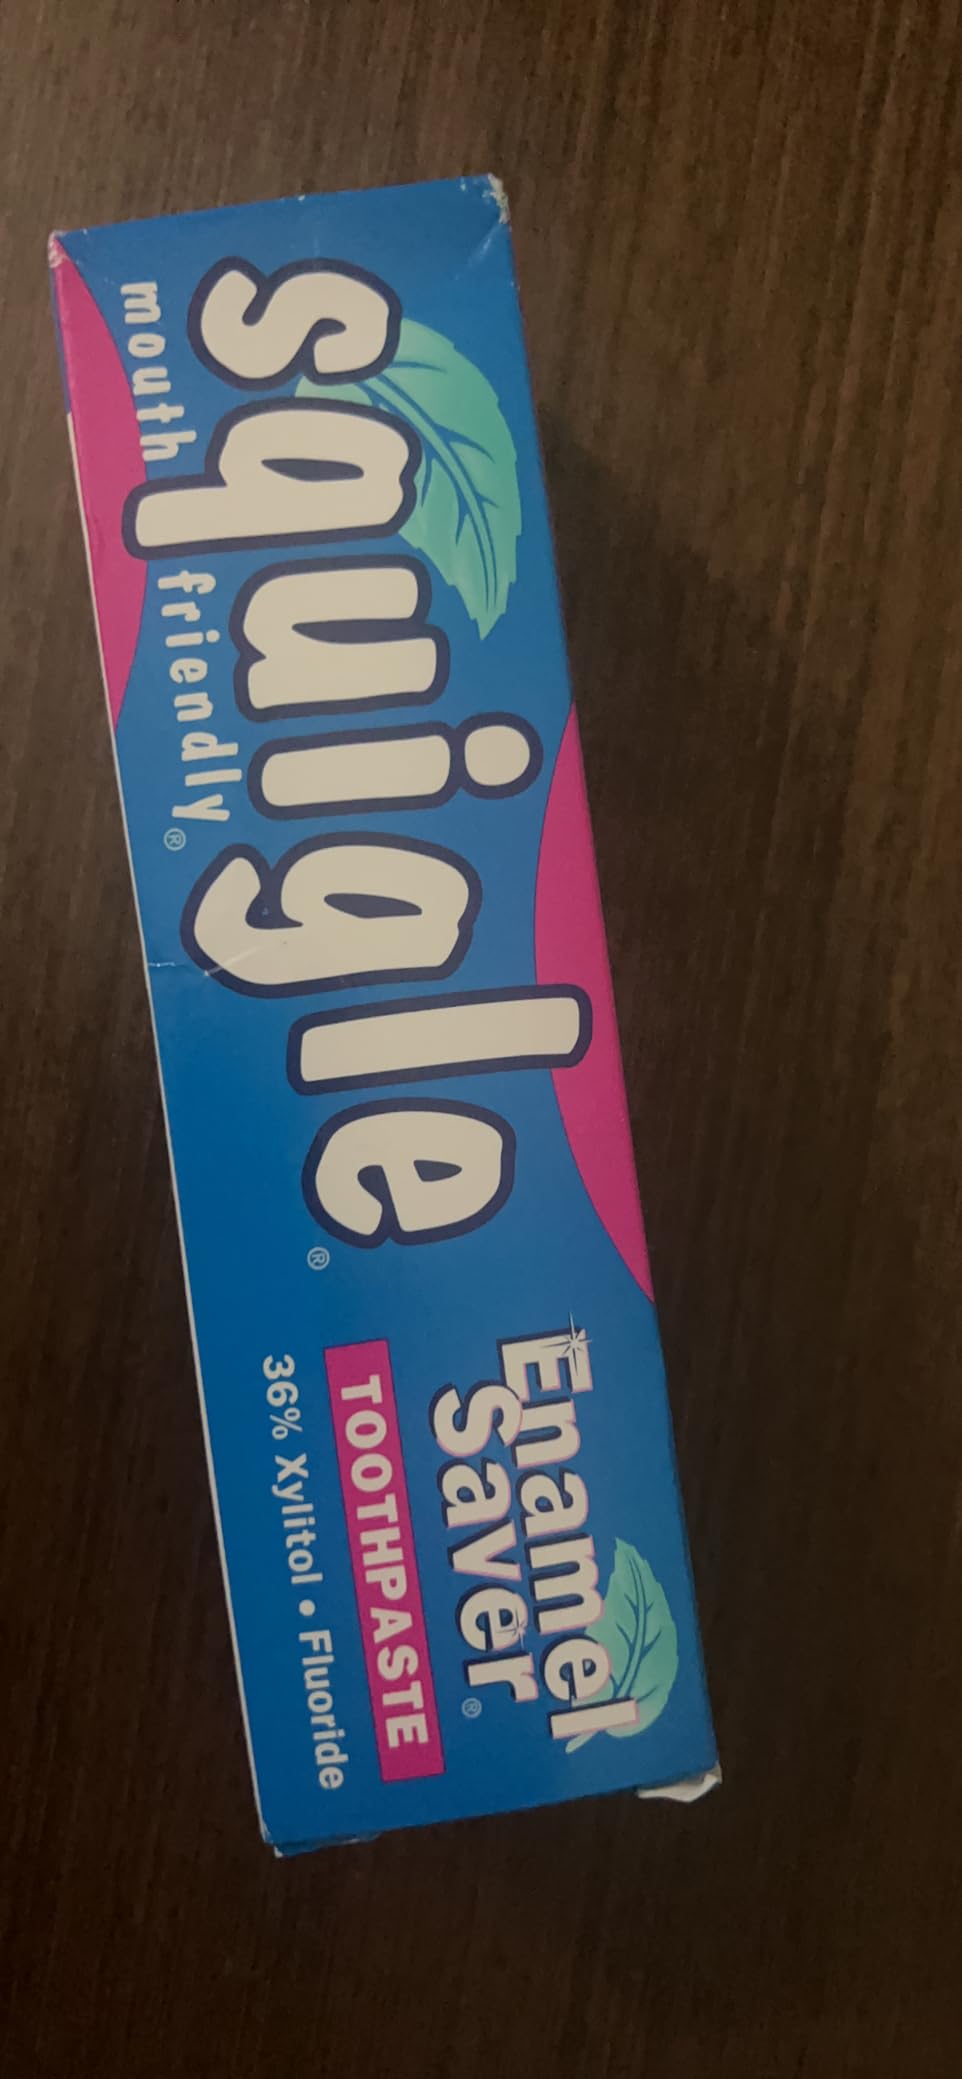 squigle®
mouth friendly®
Enamel
Saver®
TOOTHPASTE
36% Xylitol • Fluoride